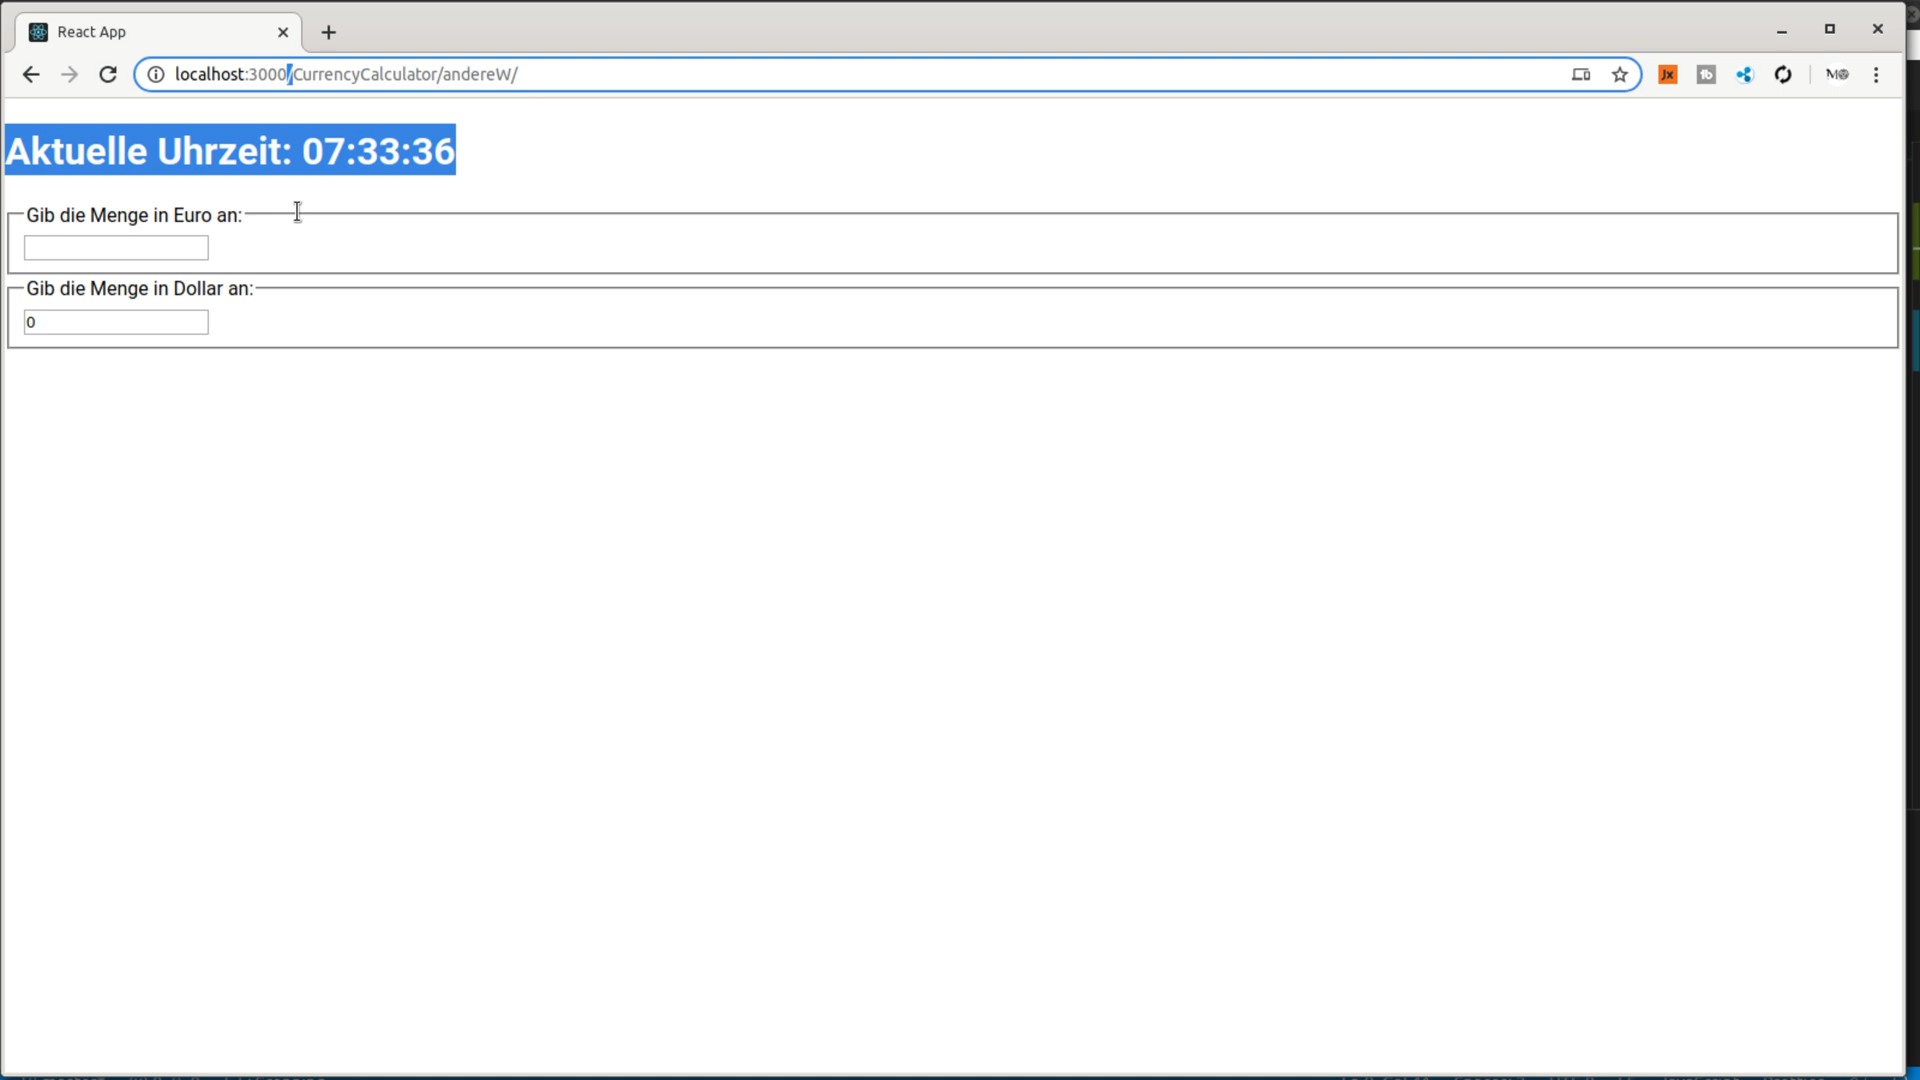 React App
localhost:3000/CurrencyCalculator/andereW/
Aktuelle Uhrzeit: 07:33:36
Gib die Menge in Euro an:
Gib die Menge in Dollar an:
0